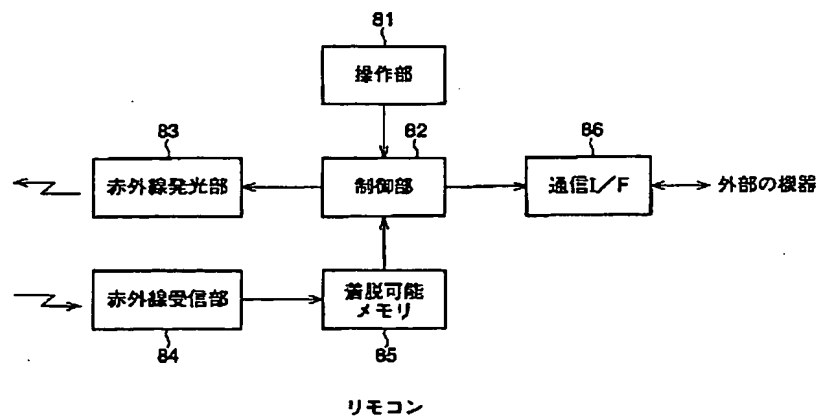 81
操作部
83
82
86
赤外線発光部
制御部
通信I/F
外部の機器
赤外線受信部
着脱可能
メモリ
84
85
リモコン